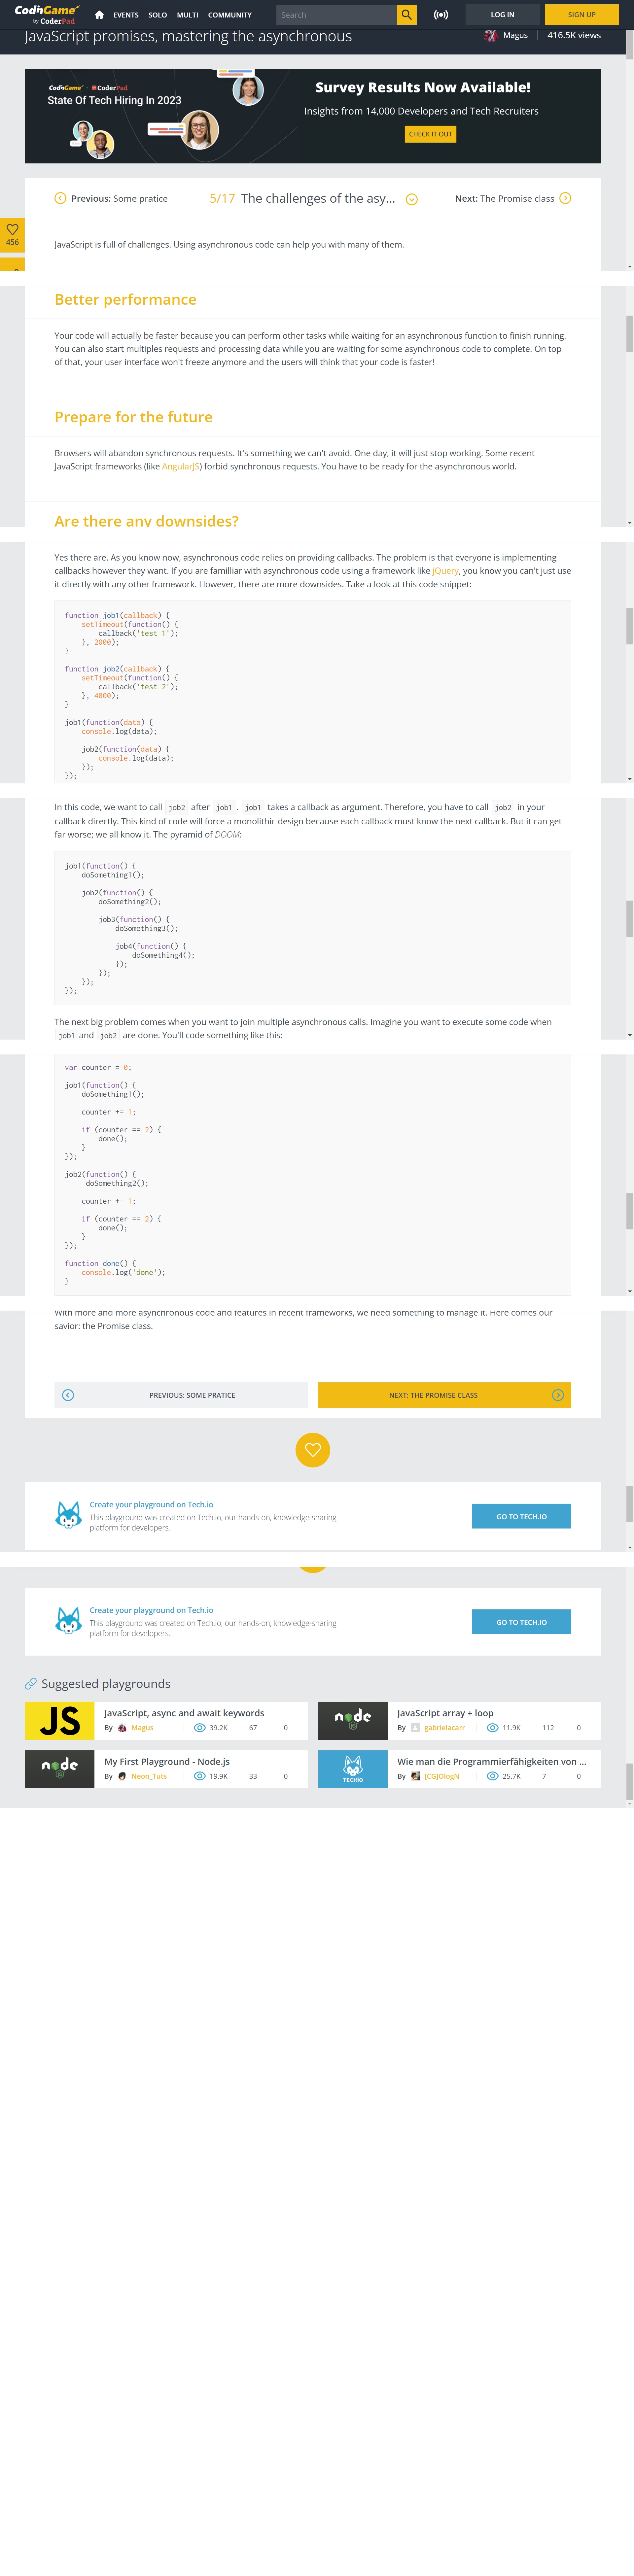 CodinGame
by CoderPad
EVENTS SOLO MULTI COMMUNITY
Search
LOG IN
SIGN UP
JavaScript promises, mastering the asynchronous
Magus
416.5K views
CodinGame · CoderPad
State Of Tech Hiring In 2023
Survey Results Now Available!
Insights from 14,000 Developers and Tech Recruiters
CHECK IT OUT
Previous: Some pratice
5/17 The challenges of the asy...
Next: The Promise class
456
JavaScript is full of challenges. Using asynchronous code can help you with many of them.
Better performance
Your code will actually be faster because you can perform other tasks while waiting for an asynchronous function to finish running.
You can also start multiples requests and processing data while you are waiting for some asynchronous code to complete. On top
of that, your user interface won't freeze anymore and the users will think that your code is faster!
Prepare for the future
Browsers will abandon synchronous requests. It's something we can't avoid. One day, it will just stop working. Some recent
JavaScript frameworks (like AngularJS) forbid synchronous requests. You have to be ready for the asynchronous world.
Are there any downsides?
Yes there are. As you know now, asynchronous code relies on providing callbacks. The problem is that everyone is implementing
callbacks however they want. If you are familliar with asynchronous code using a framework like jQuery, you know you can't just use
it directly with any other framework. However, there are more downsides. Take a look at this code snippet:
function job1(callback) {
    setTimeout(function() {
        callback('test 1');
    }, 2000);
}
function job2(callback) {
    setTimeout(function() {
        callback('test 2');
    }, 4000);
}
job1(function(data) {
    console.log(data);
    job2(function(data) {
        console.log(data);
    });
});
In this code, we want to call job2 after job1 . job1 takes a callback as argument. Therefore, you have to call job2 in your
callback directly. This kind of code will force a monolithic design because each callback must know the next callback. But it can get
far worse; we all know it. The pyramid of DOOM:
job1(function() {
    doSomething1();
    job2(function() {
        doSomething2();
        job3(function() {
            doSomething3();
            job4(function() {
                doSomething4();
            });
        });
    });
});
The next big problem comes when you want to join multiple asynchronous calls. Imagine you want to execute some code when
job1 and job2 are done. You'll code something like this:
var counter = 0;
job1(function() {
    doSomething1();
    counter += 1;
    if (counter == 2) {
        done();
    }
});
job2(function() {
     doSomething2();
    counter += 1;
    if (counter == 2) {
        done();
    }
});
function done() {
    console.log('done');
}
With more and more asynchronous code and features in recent frameworks, we need something to manage it. Here comes our
savior: the Promise class.
PREVIOUS: SOME PRATICE
NEXT: THE PROMISE CLASS
Create your playground on Tech.io
This playground was created on Tech.io, our hands-on, knowledge-sharing
platform for developers.
GO TO TECH.IO
Create your playground on Tech.io
This playground was created on Tech.io, our hands-on, knowledge-sharing
platform for developers.
GO TO TECH.IO
Suggested playgrounds
JS
JavaScript, async and await keywords
By Magus 39.2K 67 0
node
JavaScript array + loop
By gabrielacarr 11.9K 112 0
node
My First Playground - Node.js
By Neon_Tuts 19.9K 33 0
TECHIO
Wie man die Programmierfähigkeiten von ...
By [CG]OlogN 25.7K 7 0